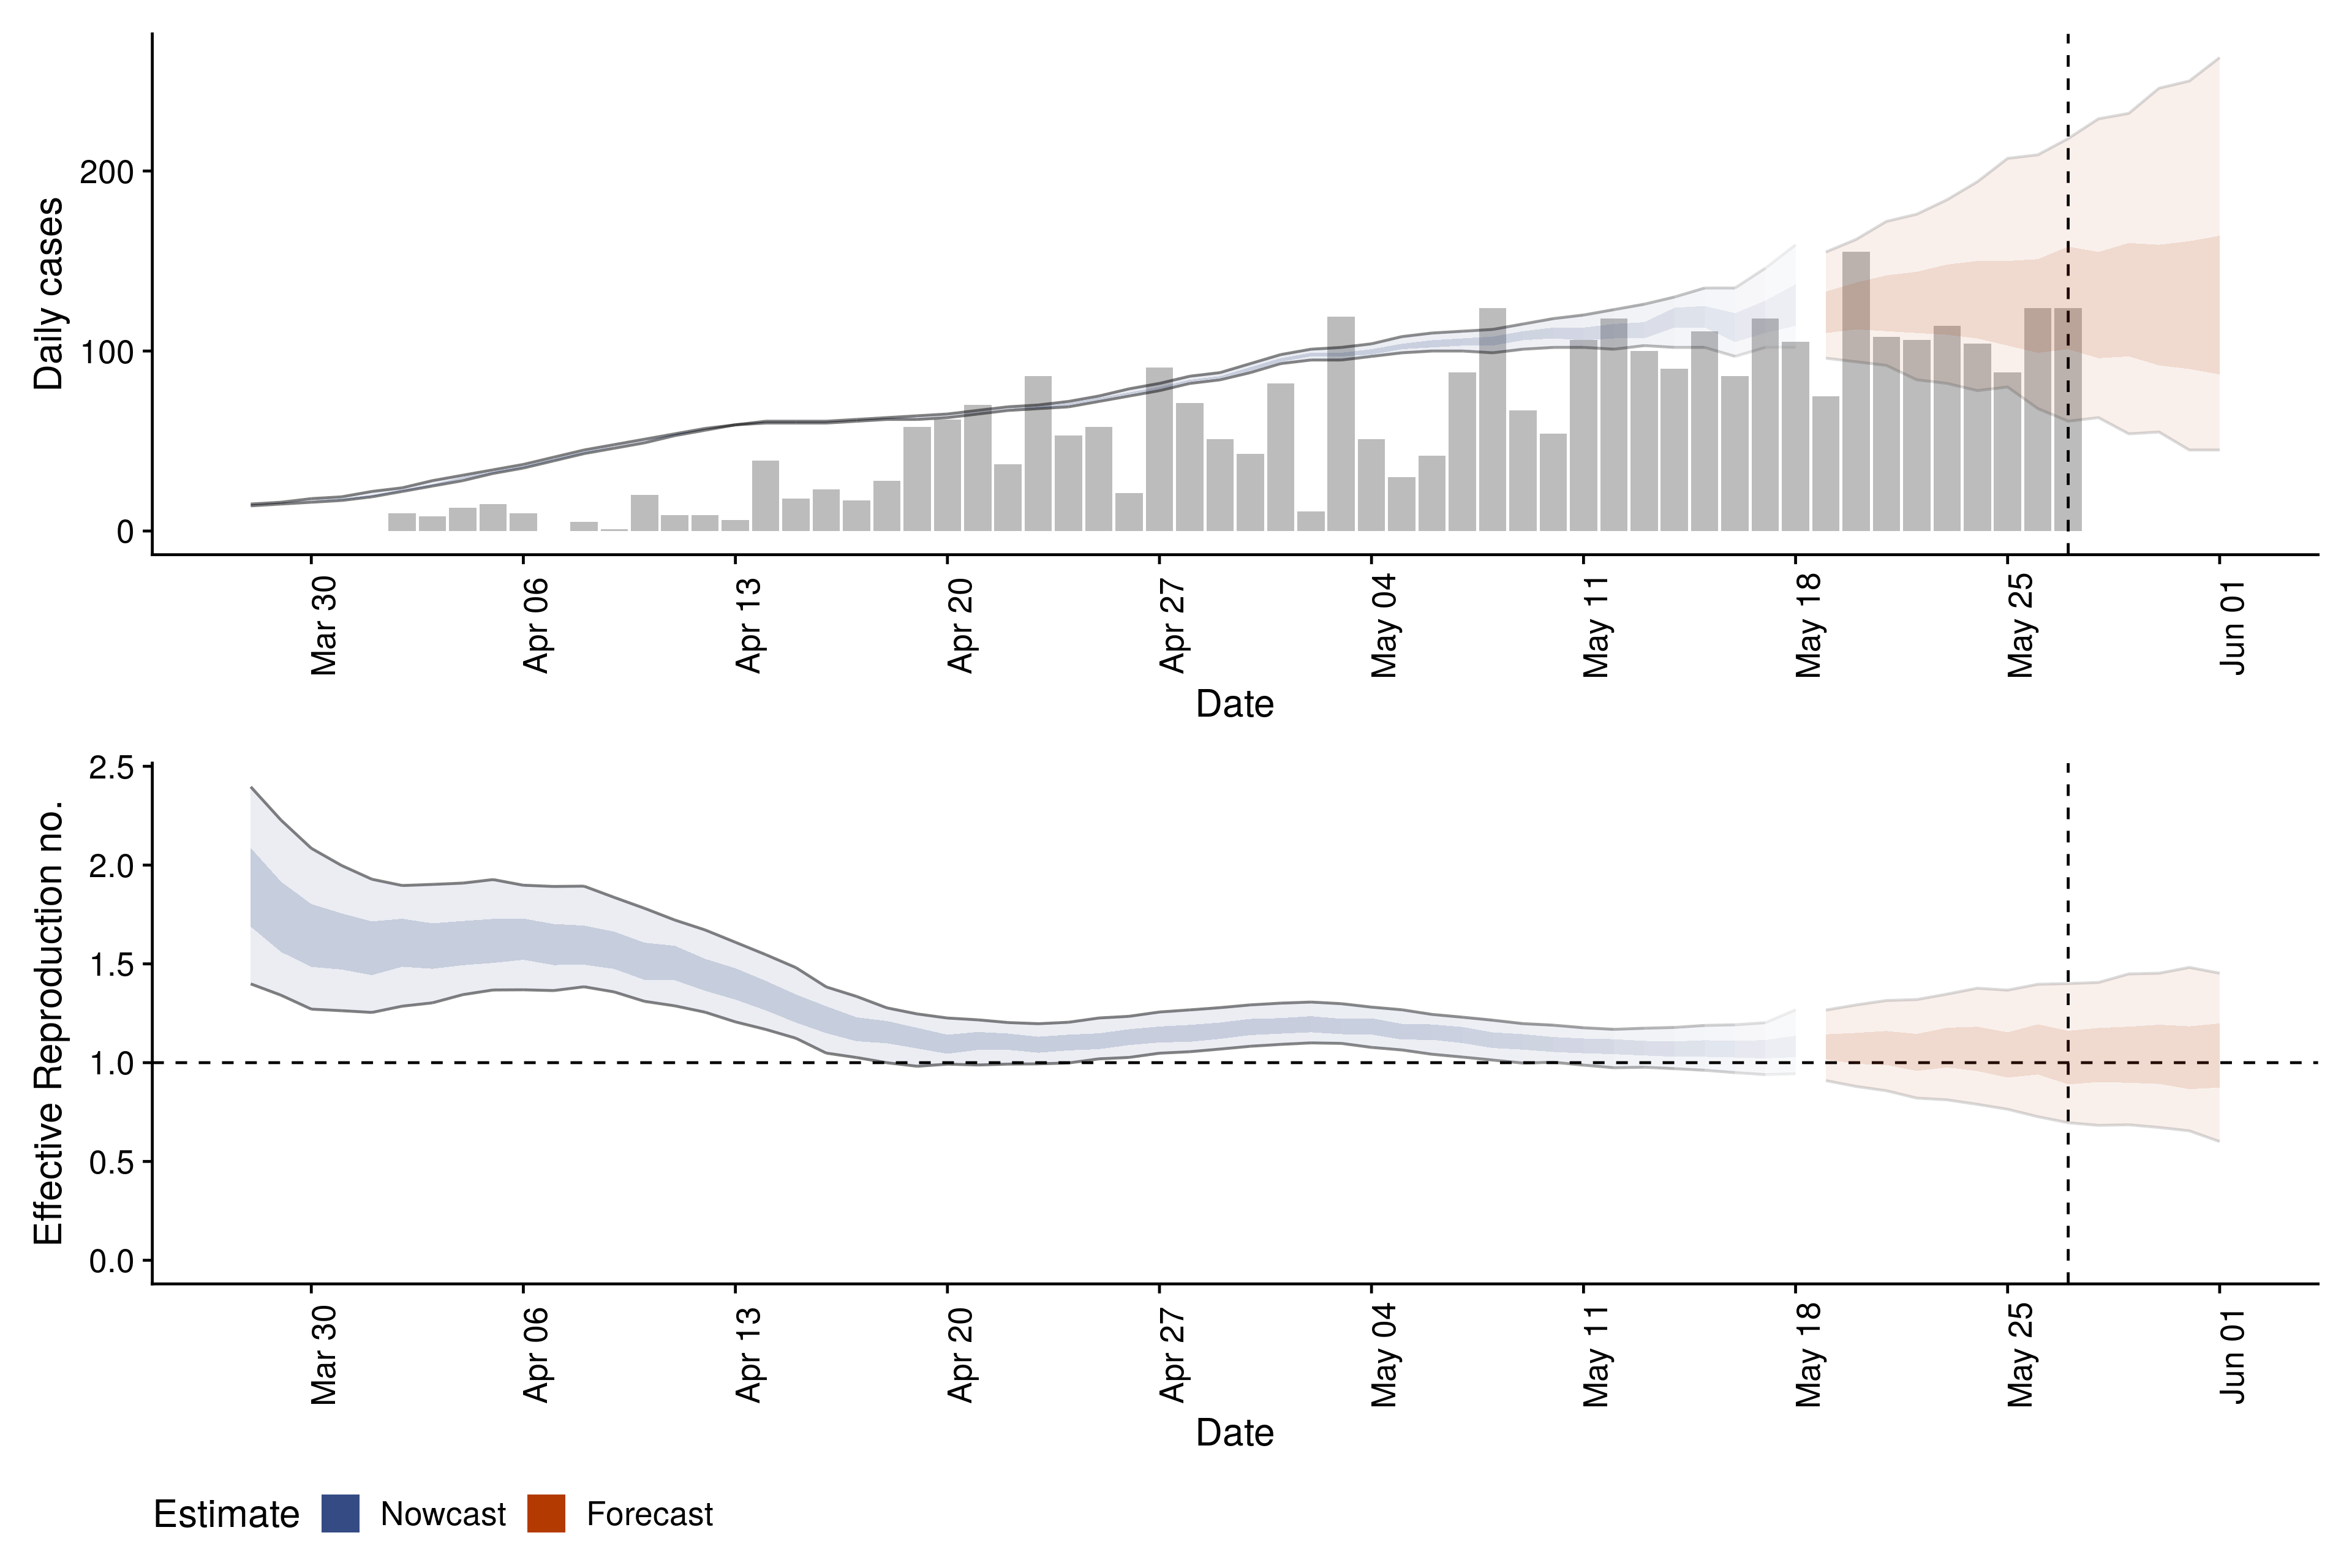 Daily cases
200
100
0
Mar 30
Apr 06
Apr 13
Apr 20
Apr 27
May 04
May 11
May 18
May 25
Jun 01
Date
Effective Reproduction no.
2.5
2.0
1.5
1.0
0.5
0.0
Mar 30
Apr 06
Apr 13
Apr 20
Apr 27
May 04
May 11
May 18
May 25
Jun 01
Date
Estimate Nowcast Forecast